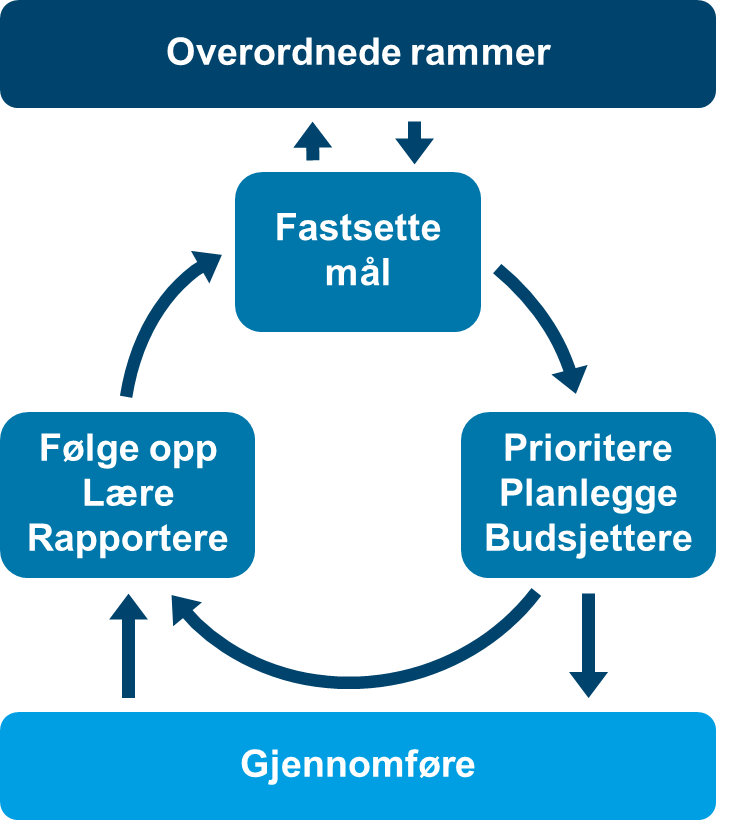 Overordnede rammer
Fastsette
mål
Følge opp
Lære
Rapportere
Prioritere
Planlegge
Budsjettere
Gjennomføre